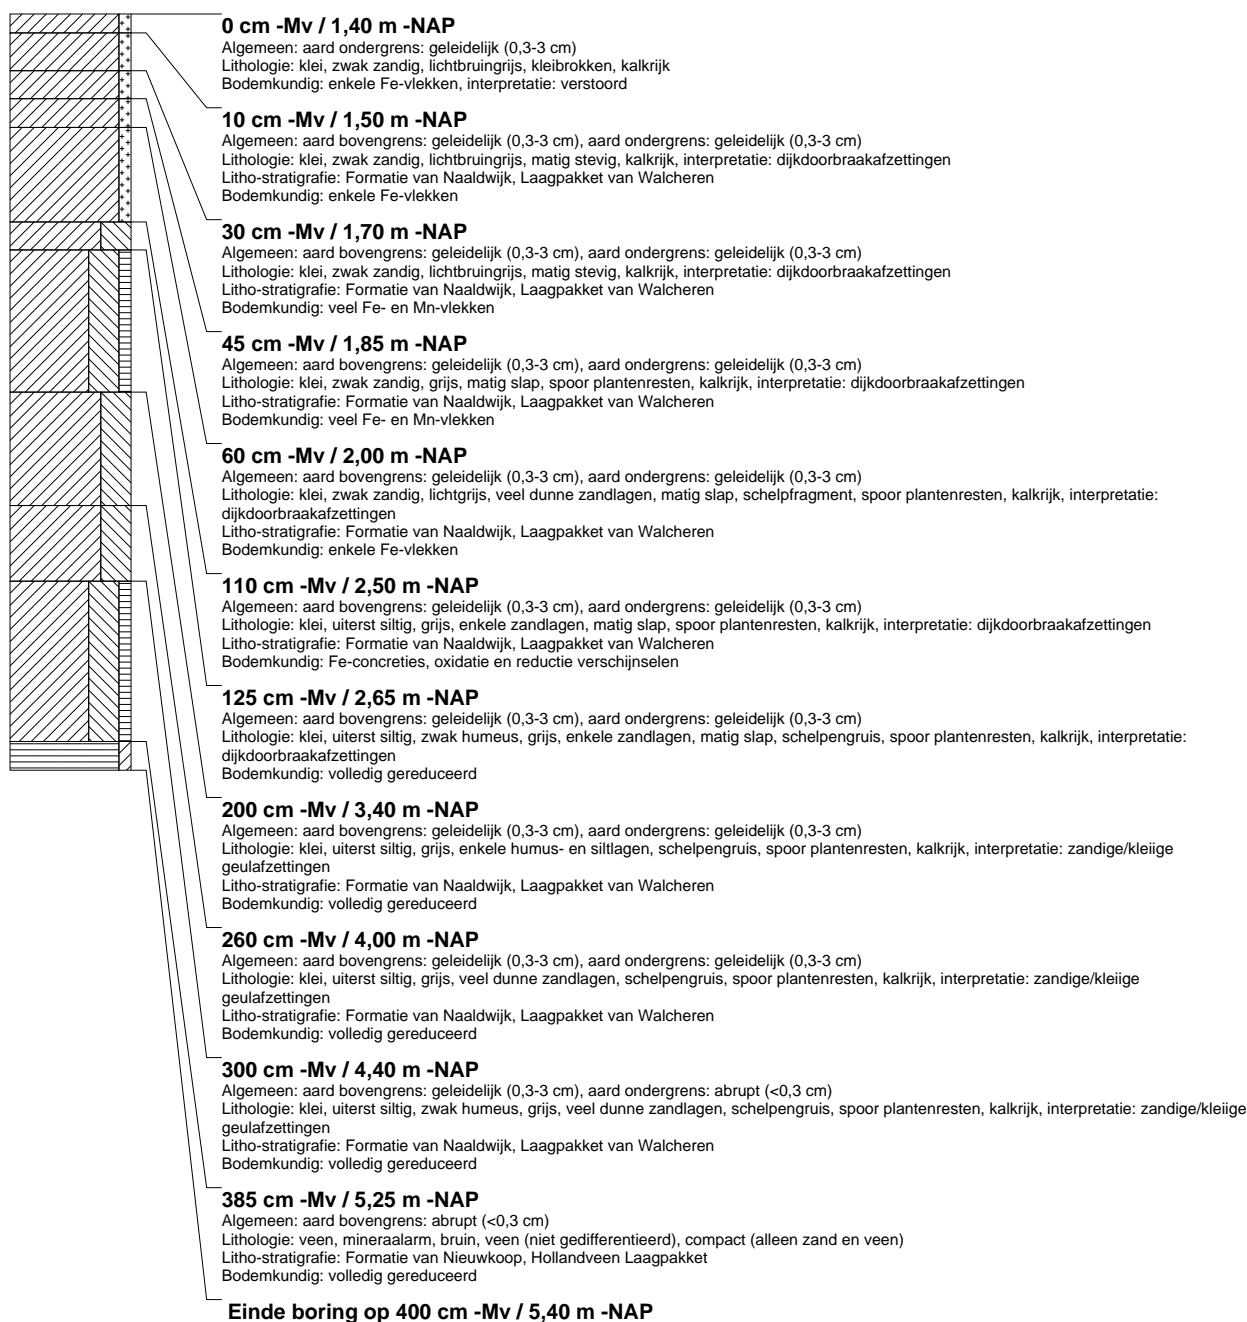 0 cm -Mv / 1,40 m -NAP
Algemeen: aard ondergrens: geleidelijk (0,3-3 cm)
Lithologie: klei, zwak zandig, lichtbruingrijs, kleibrokken, kalkrijk
Bodemkundig: enkele Fe-vlekken, interpretatie: verstoord
10 cm -Mv / 1,50 m -NAP
Algemeen: aard bovengrens: geleidelijk (0,3-3 cm), aard ondergrens: geleidelijk (0,3-3 cm)
Lithologie: klei, zwak zandig, lichtbruingrijs, matig stevig, kalkrijk, interpretatie: dijkdoorbraakafzettingen
Litho-stratigrafie: Formatie van Naaldwijk, Laagpakket van Walcheren
Bodemkundig: enkele Fe-vlekken
30 cm -Mv / 1,70 m -NAP
Algemeen: aard bovengrens: geleidelijk (0,3-3 cm), aard ondergrens: geleidelijk (0,3-3 cm)
Lithologie: klei, zwak zandig, lichtbruingrijs, matig stevig, kalkrijk, interpretatie: dijkdoorbraakafzettingen
Litho-stratigrafie: Formatie van Naaldwijk, Laagpakket van Walcheren
Bodemkundig: veel Fe- en Mn-vlekken
45 cm -Mv / 1,85 m -NAP
Algemeen: aard bovengrens: geleidelijk (0,3-3 cm), aard ondergrens: geleidelijk (0,3-3 cm)
Lithologie: klei, zwak zandig, grijs, matig slap, spoor plantenresten, kalkrijk, interpretatie: dijkdoorbraakafzettingen
Litho-stratigrafie: Formatie van Naaldwijk, Laagpakket van Walcheren
Bodemkundig: veel Fe- en Mn-vlekken
60 cm -Mv / 2,00 m -NAP
Algemeen: aard bovengrens: geleidelijk (0,3-3 cm), aard ondergrens: geleidelijk (0,3-3 cm)
Lithologie: klei, zwak zandig, lichtgrijs, veel dunne zandlagen, matig slap, schelpfragment, spoor plantenresten, kalkrijk, interpretatie:
dijkdoorbraakafzettingen
Litho-stratigrafie: Formatie van Naaldwijk, Laagpakket van Walcheren
Bodemkundig: enkele Fe-vlekken
110 cm -Mv / 2,50 m -NAP
Algemeen: aard bovengrens: geleidelijk (0,3-3 cm), aard ondergrens: geleidelijk (0,3-3 cm)
Lithologie: klei, uiterst siltig, grijs, enkele zandlagen, matig slap, spoor plantenresten, kalkrijk, interpretatie: dijkdoorbraakafzettingen
Litho-stratigrafie: Formatie van Naaldwijk, Laagpakket van Walcheren
Bodemkundig: Fe-concreties, oxidatie en reductie verschijnselen
125 cm -Mv / 2,65 m -NAP
Algemeen: aard bovengrens: geleidelijk (0,3-3 cm), aard ondergrens: geleidelijk (0,3-3 cm)
Lithologie: klei, uiterst siltig, zwak humeus, grijs, enkele zandlagen, matig slap, schelpengruis, spoor plantenresten, kalkrijk, interpretatie:
dijkdoorbraakafzettingen
Bodemkundig: volledig gereduceerd
200 cm -Mv / 3,40 m -NAP
Algemeen: aard bovengrens: geleidelijk (0,3-3 cm), aard ondergrens: geleidelijk (0,3-3 cm)
Lithologie: klei, uiterst siltig, grijs, enkele humus- en siltlagen, schelpengruis, spoor plantenresten, kalkrijk, interpretatie: zandige/kleiige
geulafzettingen
Litho-stratigrafie: Formatie van Naaldwijk, Laagpakket van Walcheren
Bodemkundig: volledig gereduceerd
260 cm -Mv / 4,00 m -NAP
Algemeen: aard bovengrens: geleidelijk (0,3-3 cm), aard ondergrens: geleidelijk (0,3-3 cm)
Lithologie: klei, uiterst siltig, grijs, veel dunne zandlagen, schelpengruis, spoor plantenresten, kalkrijk, interpretatie: zandige/kleiige
geulafzettingen
Litho-stratigrafie: Formatie van Naaldwijk, Laagpakket van Walcheren
Bodemkundig: volledig gereduceerd
300 cm -Mv / 4,40 m -NAP
Algemeen: aard bovengrens: geleidelijk (0,3-3 cm), aard ondergrens: abrupt (<0,3 cm)
Lithologie: klei, uiterst siltig, zwak humeus, grijs, veel dunne zandlagen, schelpengruis, spoor plantenresten, kalkrijk, interpretatie: zandige/kleiige
geulafzettingen
Litho-stratigrafie: Formatie van Naaldwijk, Laagpakket van Walcheren
Bodemkundig: volledig gereduceerd
385 cm -Mv / 5,25 m -NAP
Algemeen: aard bovengrens: abrupt (<0,3 cm)
Lithologie: veen, mineraalarm, bruin, veen (niet gedifferentieerd), compact (alleen zand en veen)
Litho-stratigrafie: Formatie van Nieuwkoop, Hollandveen Laagpakket
Bodemkundig: volledig gereduceerd
Einde boring op 400 cm -Mv / 5,40 m -NAP